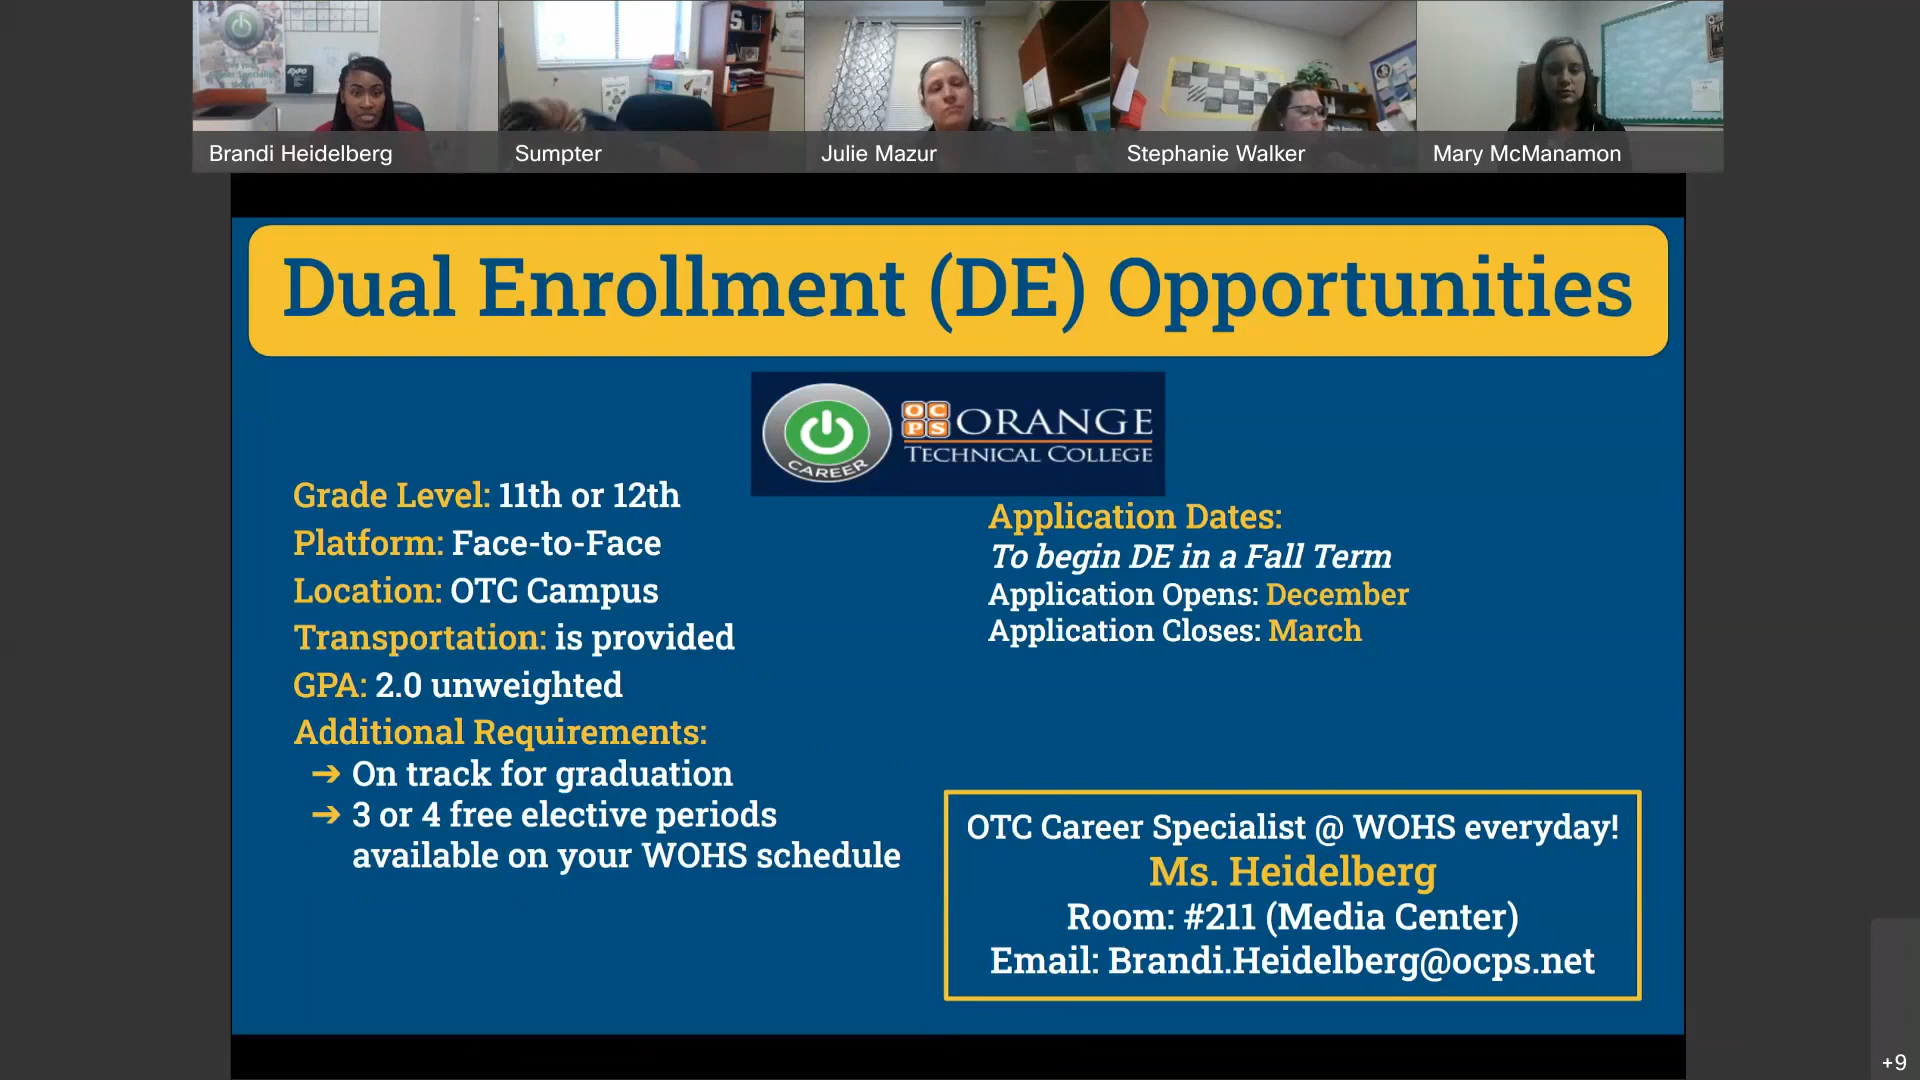 Brandi Heidelberg
Sumpter
Julie Mazur
Stephanie Walker
Mary McManamon
Dual Enrollment (DE) Opportunities
CAREER
OC
PS
ORANGE
TECHNICAL COLLEGE
Grade Level: 11th or 12th
Platform: Face-to-Face
Location: OTC Campus
Transportation: is provided
GPA: 2.0 unweighted
Additional Requirements:
➔ On track for graduation
➔ 3 or 4 free elective periods
available on your WOHS schedule
Application Dates:
To begin DE in a Fall Term
Application Opens: December
Application Closes: March
OTC Career Specialist @ WOHS everyday!
Ms. Heidelberg
Room: #211 (Media Center)
Email: Brandi.Heidelberg@ocps.net
+9